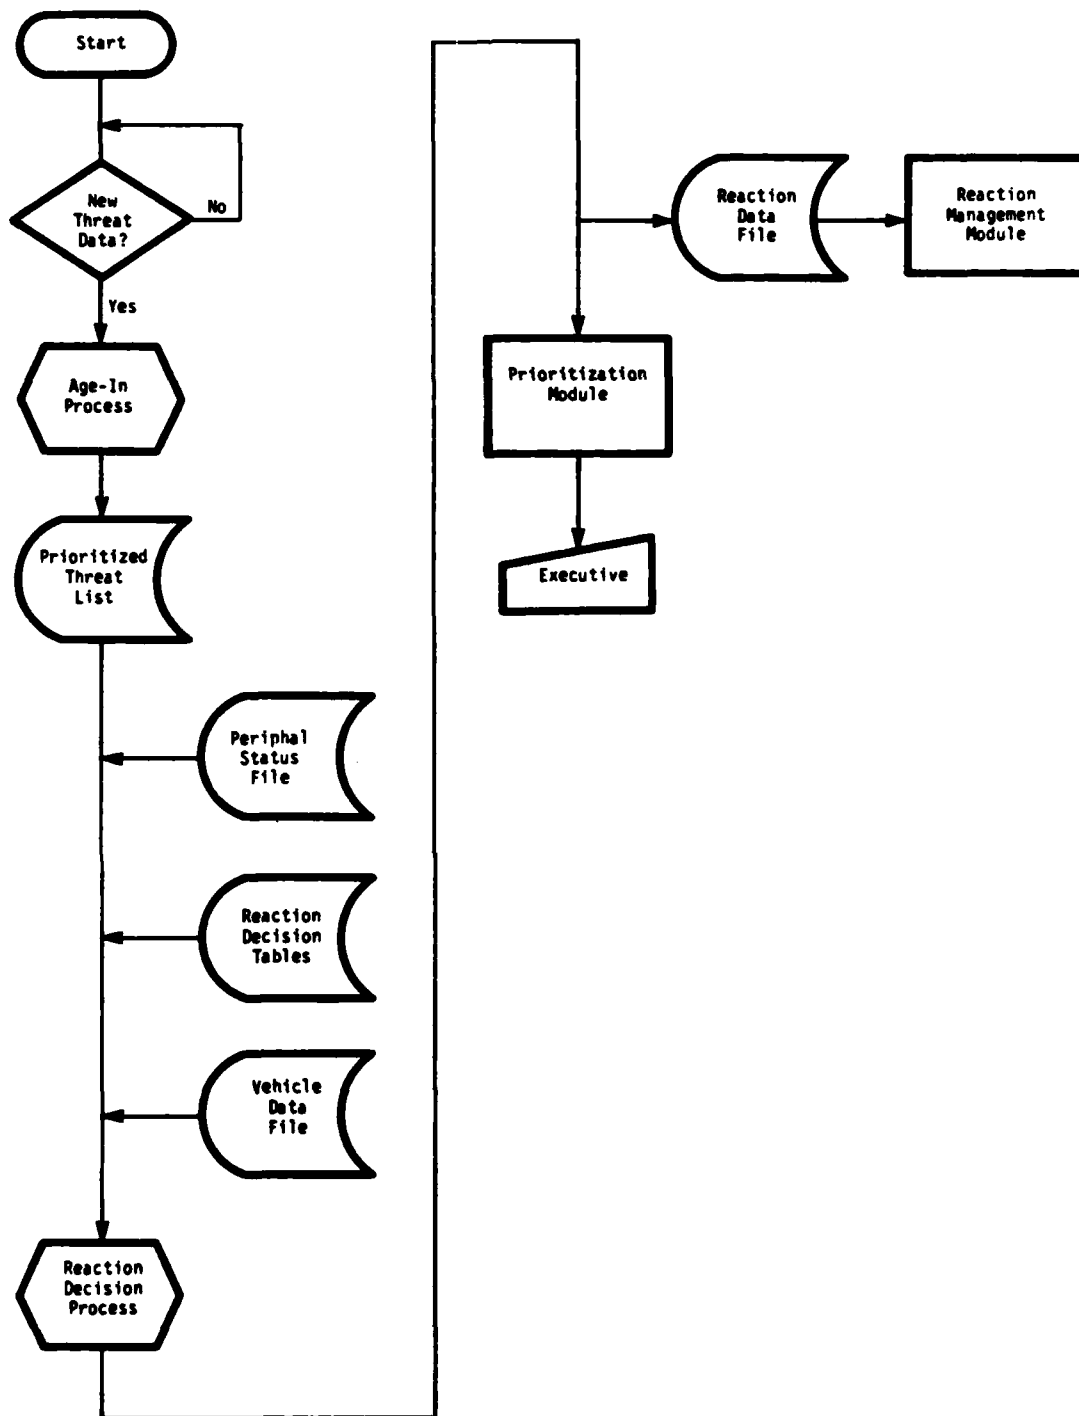 Start
New
Threat
Data?
No
Yes
Age-In
Process
Prioritized
Threat
List
Periphal
Status
File
Reaction
Decision
Tables
Vehicle
Data
File
Reaction
Decision
Process
Reaction
Data
File
Reaction
Management
Module
Prioritization
Module
Executive